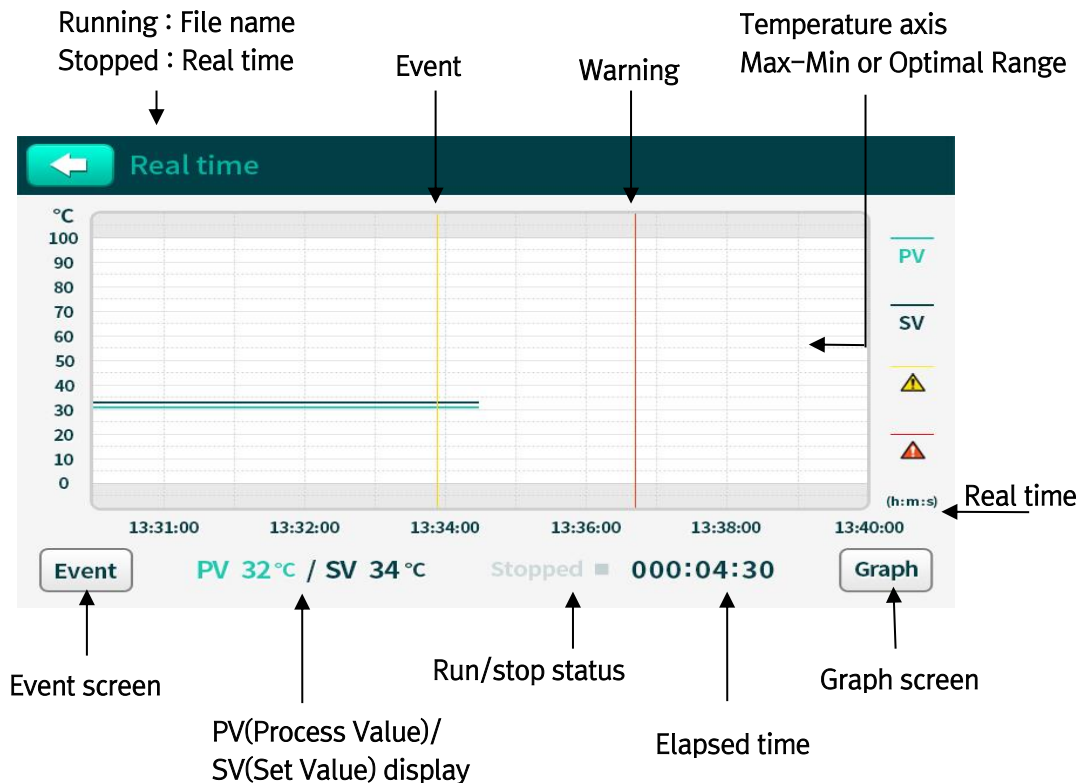 Running : File name
Stopped : Real time
Event
Warning
Temperature axis
Max-Min or Optimal Range
Real time
°C
100
90
80
70
60
50
40
30
20
10
0
PV
SV
(h:m:s)
Real time
13:31:00 13:32:00 13:34:00 13:36:00 13:38:00 13:40:00
Event PV 32 °C / SV 34 °C Stopped 000:04:30 Graph
Event screen
Run/stop status
Graph screen
PV(Process Value)/
SV(Set Value) display
Elapsed time